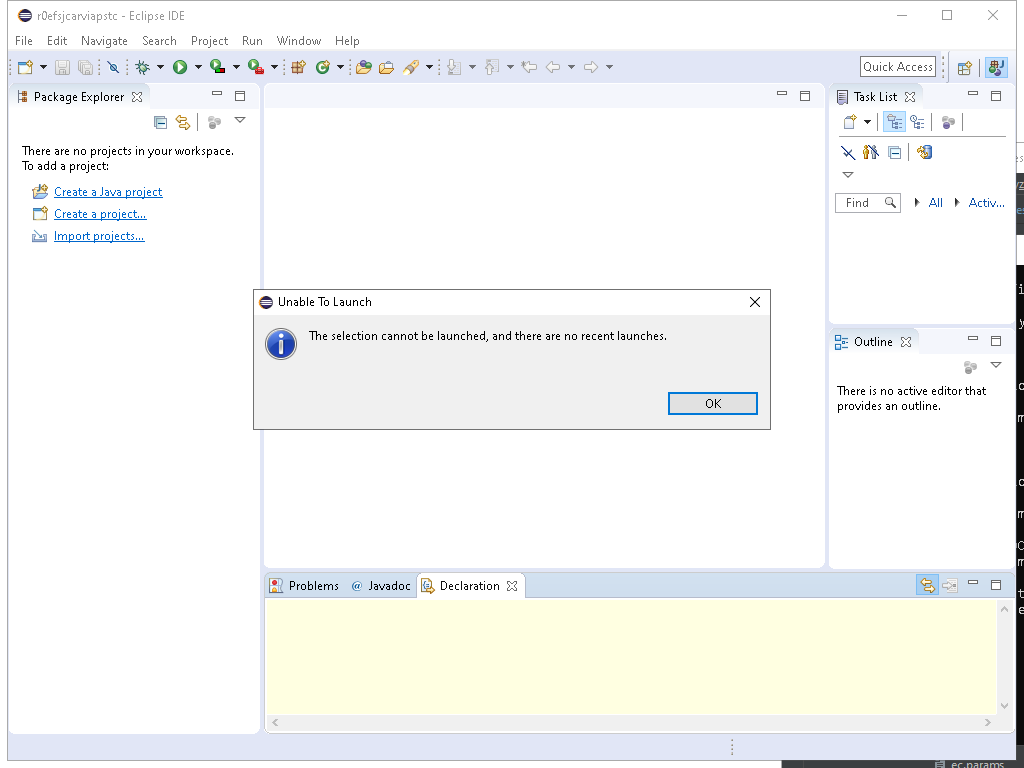 r0efsjcarviapstc - Eclipse IDE
File Edit Navigate Search Project Run Window Help
Quick Access
Package Explorer
There are no projects in your workspace.
To add a project:
Create a Java project
Create a project...
Import projects...
Task List
Find All Activ...
Unable To Launch
The selection cannot be launched, and there are no recent launches.
OK
Outline
There is no active editor that
provides an outline.
Problems @ Javadoc Declaration
ec.params